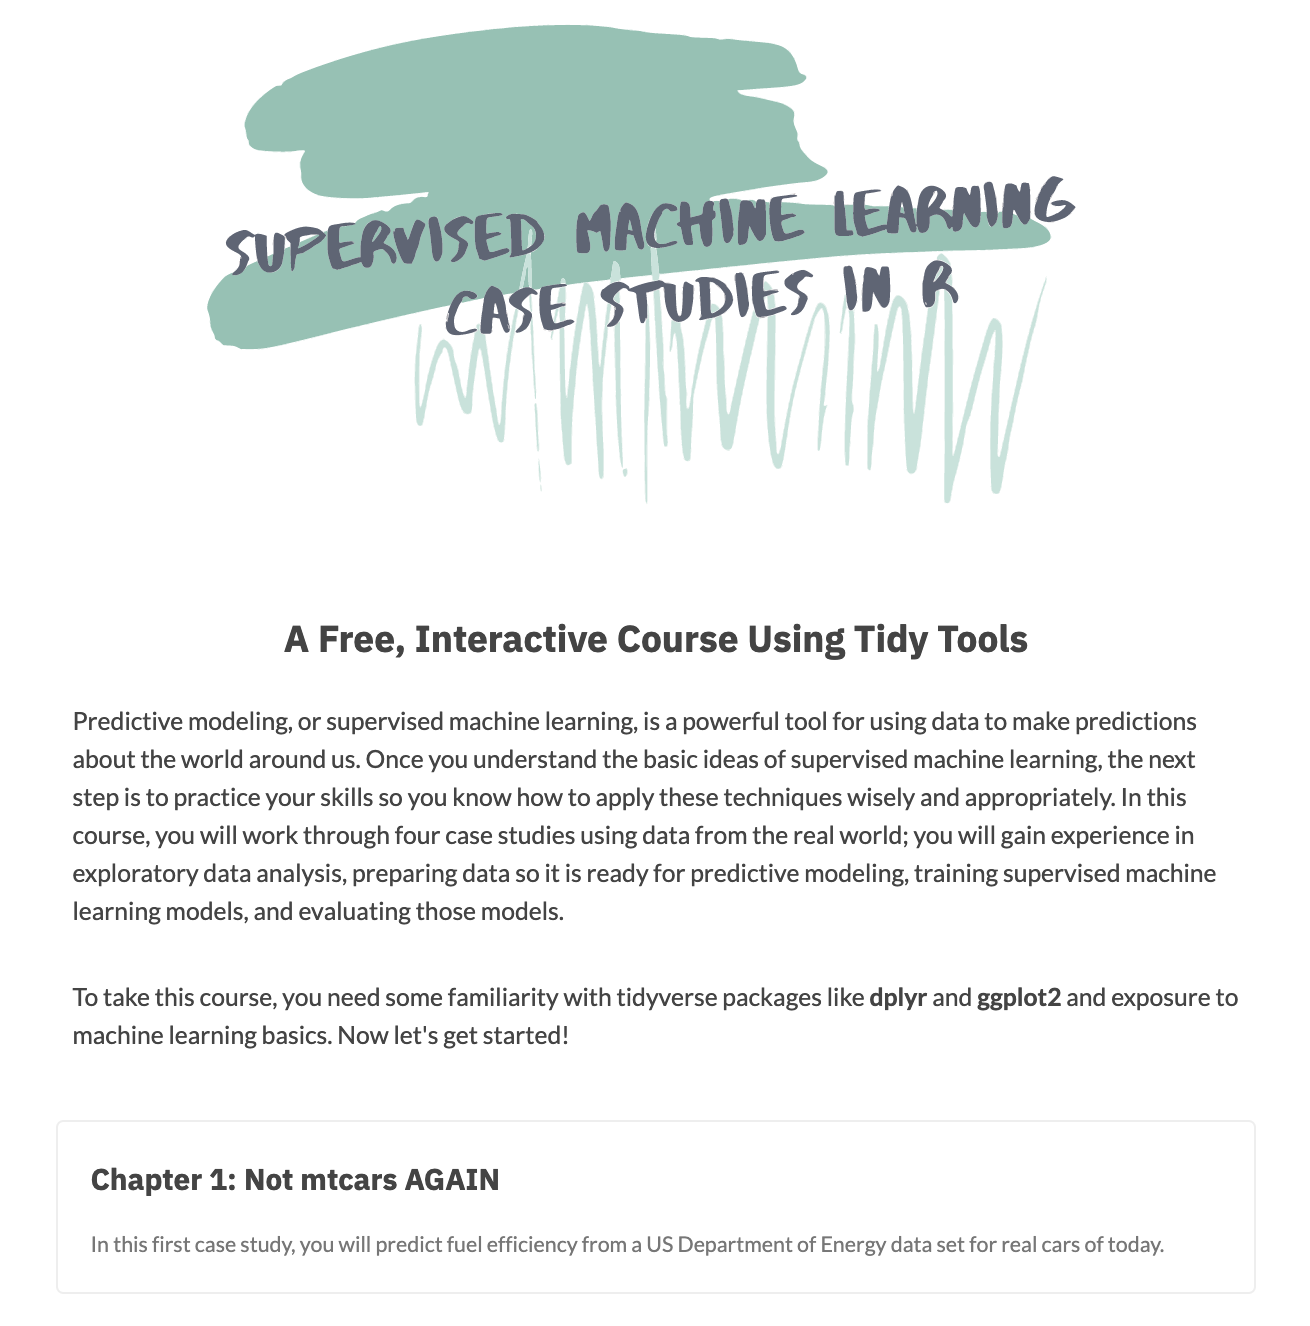 SUPERVISED MACHINE LEARNING
CASE STUDIES IN R
A Free, Interactive Course Using Tidy Tools
Predictive modeling, or supervised machine learning, is a powerful tool for using data to make predictions
about the world around us. Once you understand the basic ideas of supervised machine learning, the next
step is to practice your skills so you know how to apply these techniques wisely and appropriately. In this
course, you will work through four case studies using data from the real world; you will gain experience in
exploratory data analysis, preparing data so it is ready for predictive modeling, training supervised machine
learning models, and evaluating those models.
To take this course, you need some familiarity with tidyverse packages like dplyr and ggplot2 and exposure to
machine learning basics. Now let's get started!
Chapter 1: Not mtcars AGAIN
In this first case study, you will predict fuel efficiency from a US Department of Energy data set for real cars of today.